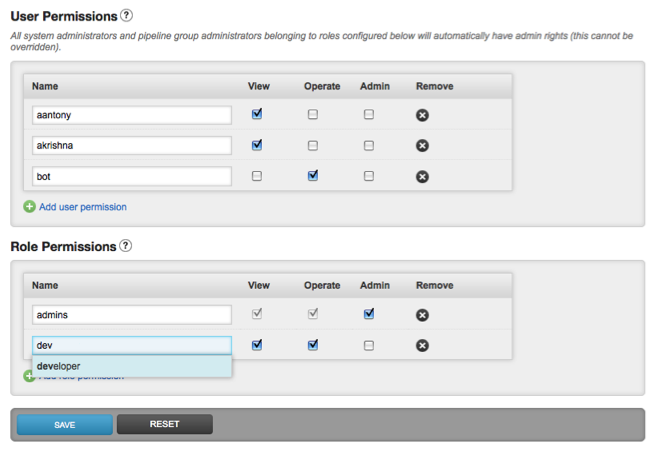 User Permissions ?
All system administrators and pipeline group administrators belonging to roles configured below will automatically have admin rights (this cannot be
overridden).
Name View Operate Admin Remove
aantony
akrishna
bot
Add user permission
Role Permissions ?
Name View Operate Admin Remove
admins
dev
developer
Add role permission
SAVE RESET